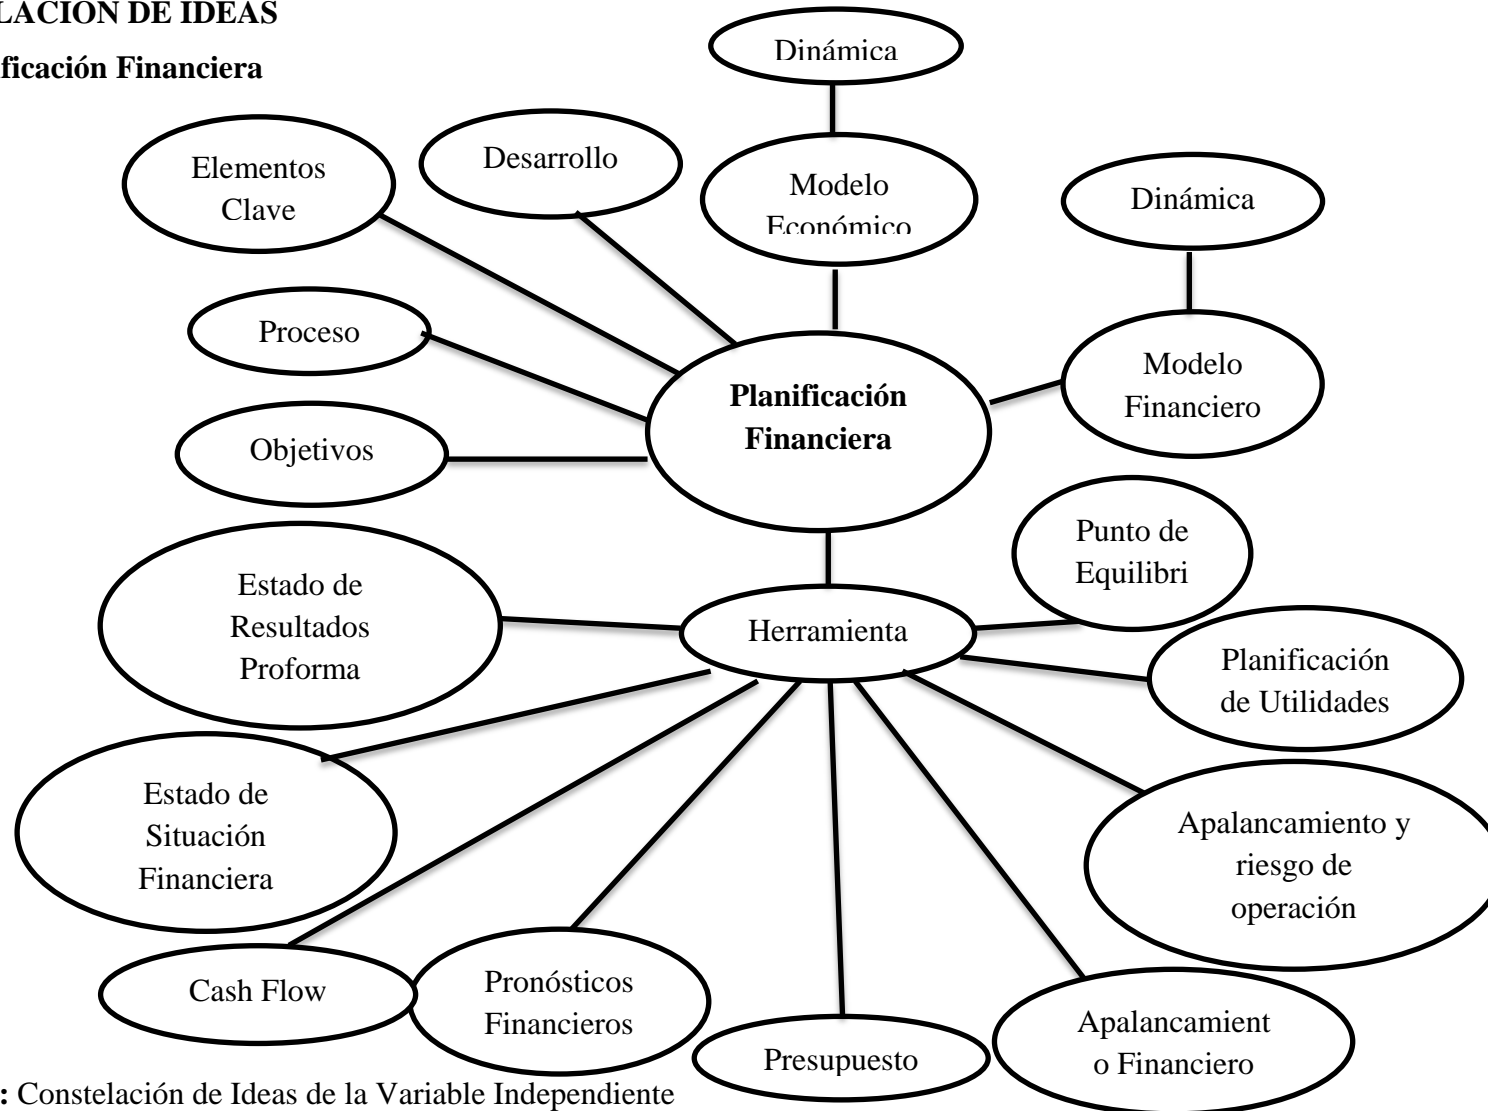 LACIÓN DE IDEAS
ficación Financiera
Dinámica
Elementos
Clave
Desarrollo
Modelo
Económico
Dinámica
Proceso
Modelo
Financiero
Planificación
Financiera
Objetivos
Punto de
Equilibri
Estado de
Resultados
Proforma
Herramienta
Planificación
de Utilidades
Estado de
Situación
Financiera
Apalancamiento y
riesgo de
operación
Cash Flow
Pronósticos
Financieros
Presupuesto
Apalancamient
o Financiero
: Constelación de Ideas de la Variable Independiente